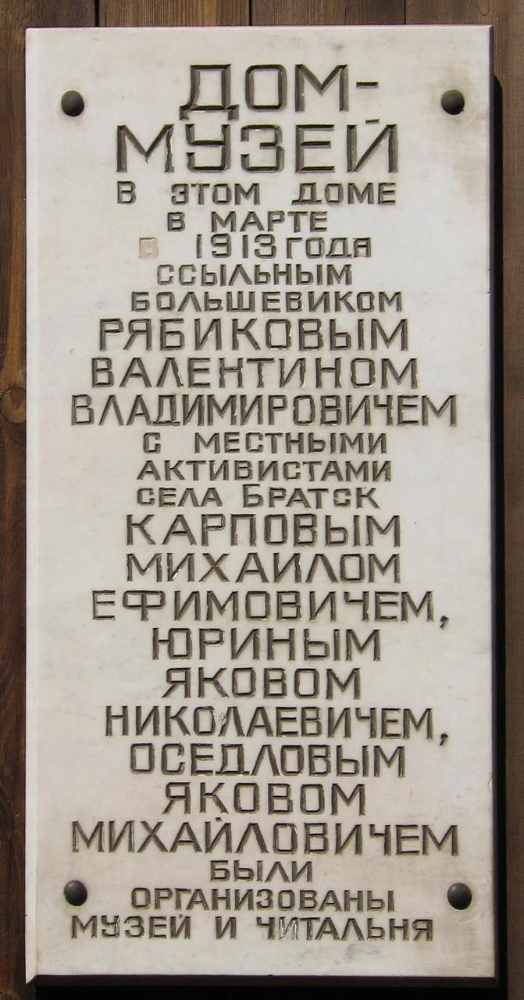 ДОМ-
МУЗЕЙ
В ЭТОМ ДОМЕ
В МАРТЕ
1913 ГОДА
ССЫЛЬНЫМ
БОЛЬШЕВИКОМ
РЯБИКОВЫМ
ВАЛЕНТИНОМ
ВЛАДИМИРОВИЧЕМ
С МЕСТНЫМИ
АКТИВИСТАМИ
СЕЛА БРАТСК
КАРПОВЫМ
МИХАИЛОМ
ЕФИМОВИЧЕМ,
ЮРИНЫМ
ЯКОВОМ
НИКОЛАЕВИЧЕМ,
ОСЕДЛОВЫМ
ЯКОВОМ
МИХАЙЛОВИЧЕМ
БЫЛИ
ОРГАНИЗОВАНЫ
МУЗЕЙ И ЧИТАЛЬНЯ